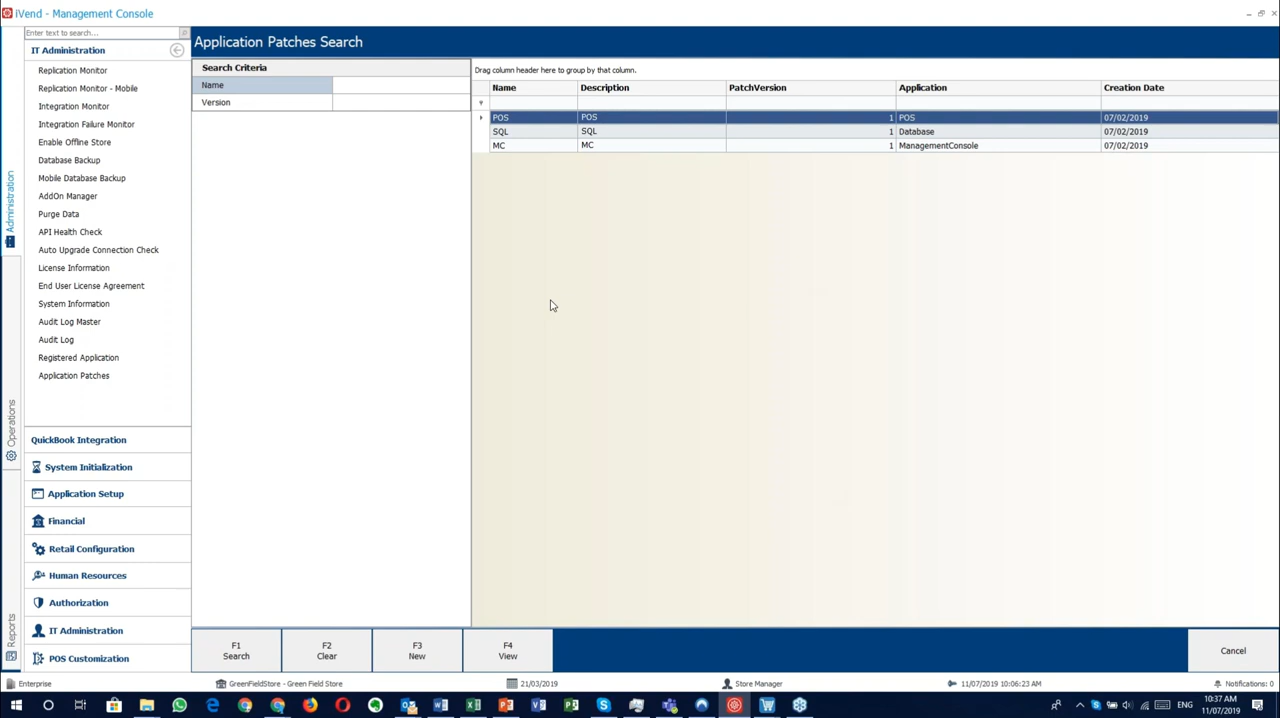 iVend - Management Console
Enter text to search...
IT Administration
Replication Monitor
Replication Monitor - Mobile
Integration Monitor
Integration Failure Monitor
Enable Offline Store
Database Backup
Mobile Database Backup
AddOn Manager
Purge Data
API Health Check
Auto Upgrade Connection Check
License Information
End User License Agreement
System Information
Audit Log Master
Audit Log
Registered Application
Application Patches
QuickBook Integration
System Initialization
Application Setup
Financial
Retail Configuration
Human Resources
Authorization
IT Administration
POS Customization
Administration
Operations
Reports
Application Patches Search
Search Criteria
Name
Version
Drag column header here to group by that column.
Name Description PatchVersion Application Creation Date
POS POS 1 POS 07/02/2019
SQL SQL 1 Database 07/02/2019
MC MC 1 ManagementConsole 07/02/2019
F1 Search
F2 Clear
F3 New
F4 View
Cancel
Enterprise GreenFieldStore - Green Field Store 21/03/2019 Store Manager 11/07/2019 10:06:23 AM Notifications: 0
ENG
10:37 AM
11/07/2019